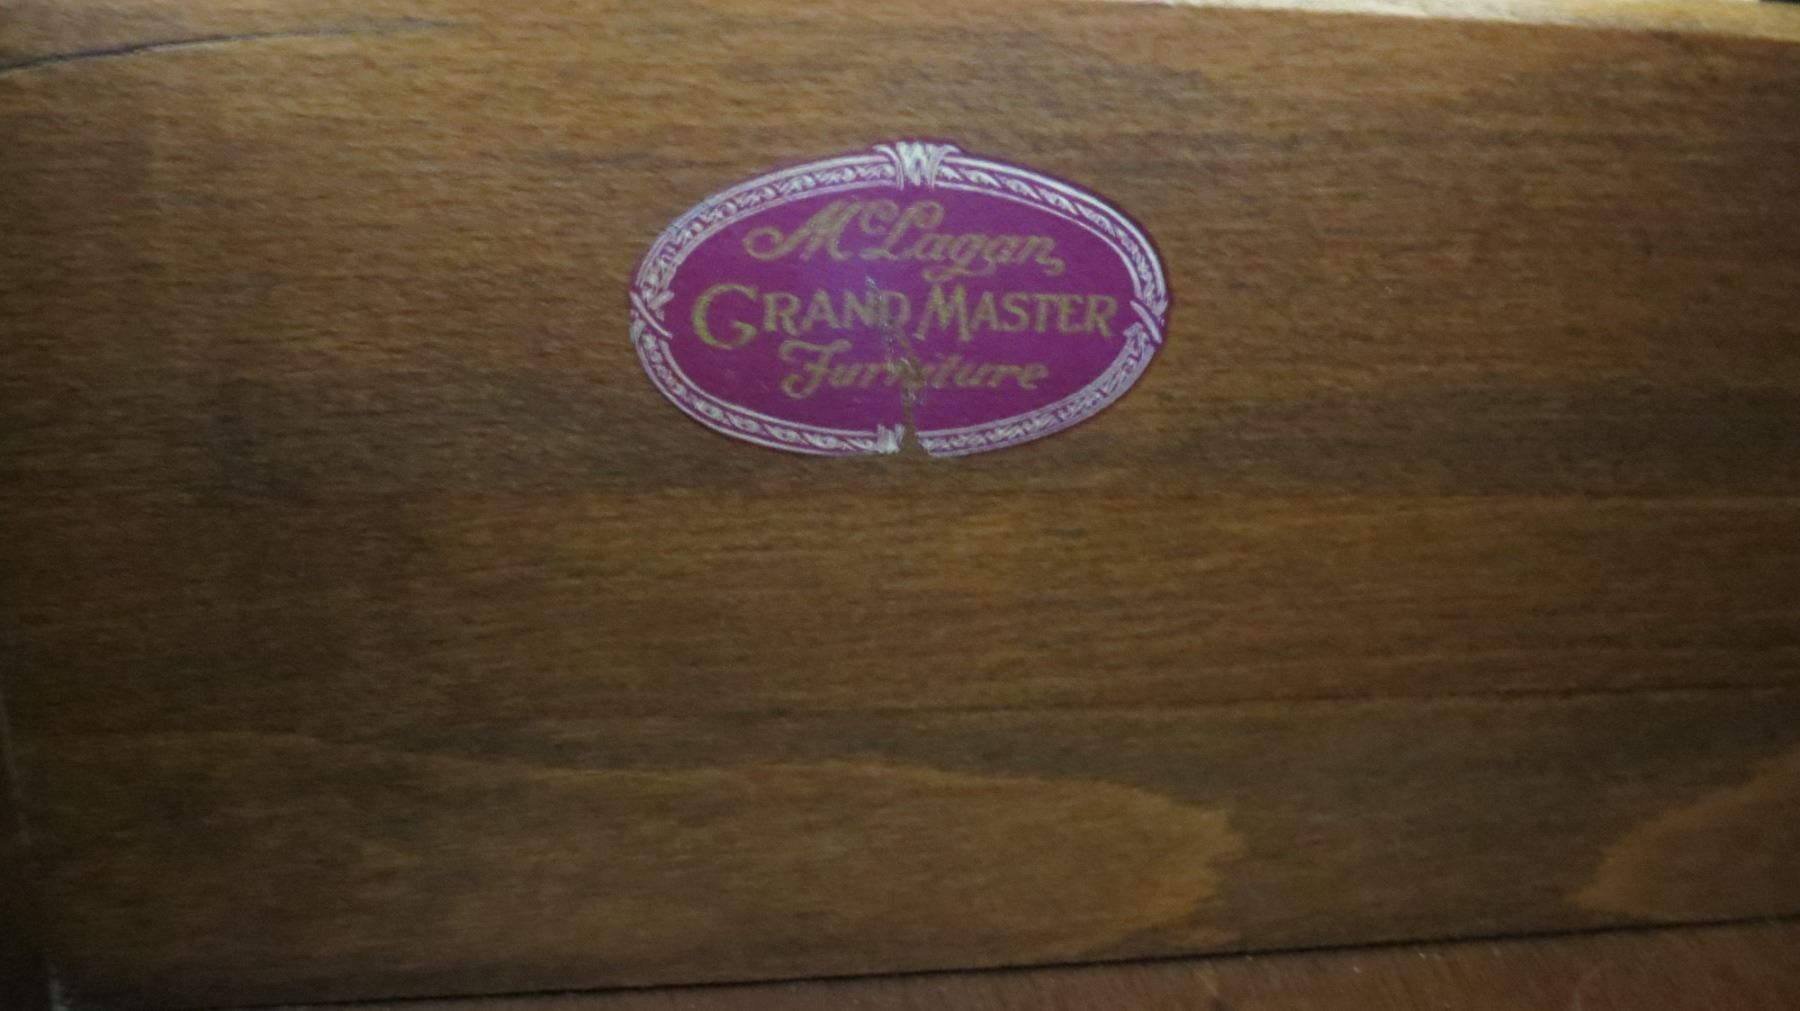 McLagan
GRAND MASTER
Furniture